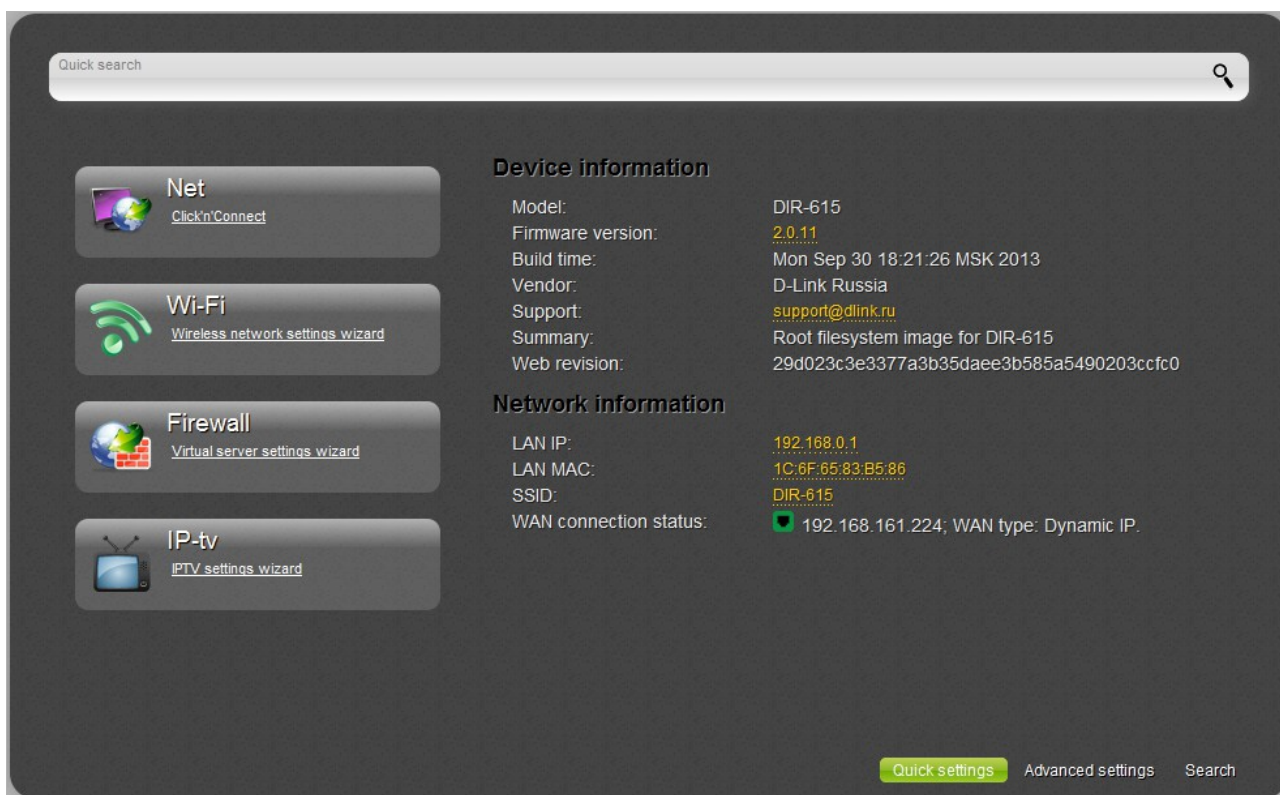 Quick search
Net
Click'n'Connect
Wi-Fi
Wireless network settings wizard
Firewall
Virtual server settings wizard
IP-tv
IPTV settings wizard
Device information
Model: DIR-615
Firmware version: 2.0.11
Build time: Mon Sep 30 18:21:26 MSK 2013
Vendor: D-Link Russia
Support: support@dlink.ru
Summary: Root filesystem image for DIR-615
Web revision: 29d023c3e3377a3b35daee3b585a5490203ccfc0
Network information
LAN IP: 192.168.0.1
LAN MAC: 1C:6F:65:83:B5:86
SSID: DIR-615
WAN connection status: 192.168.161.224; WAN type: Dynamic IP.
Quick settings Advanced settings Search